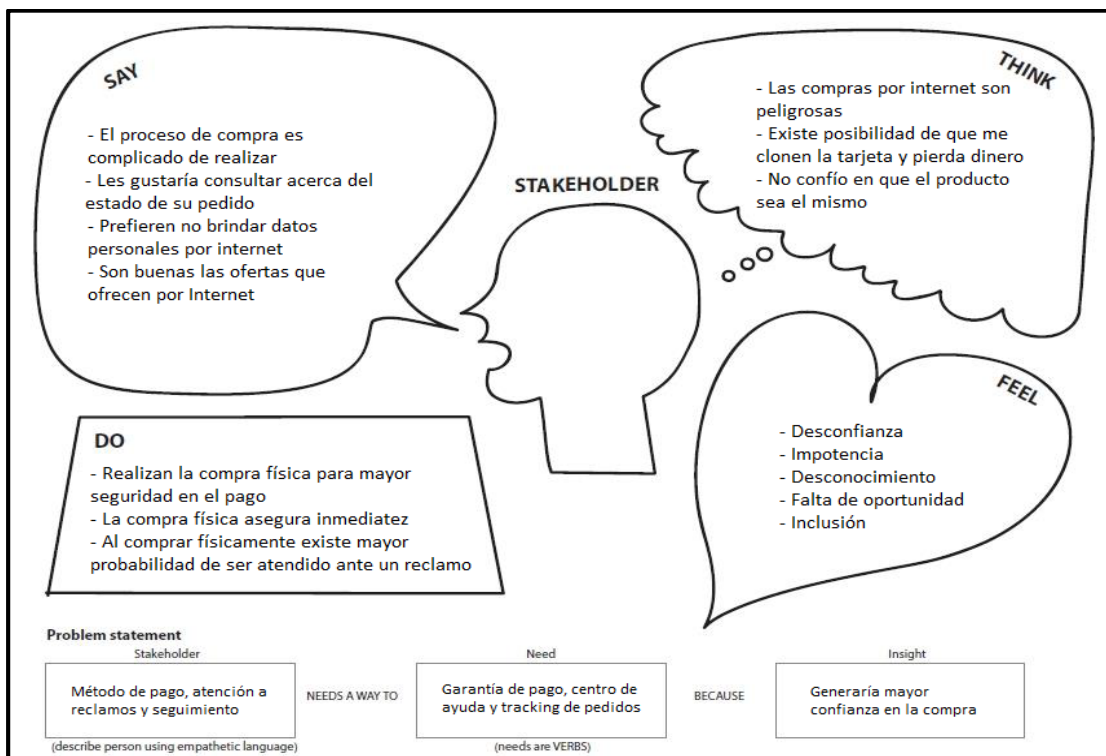 SAY
- El proceso de compra es
complicado de realizar
- Les gustaría consultar acerca del
estado de su pedido
- Prefieren no brindar datos
personales por internet
- Son buenas las ofertas que
ofrecen por Internet
THINK
- Las compras por internet son
peligrosas
- Existe posibilidad de que me
clonen la tarjeta y pierda dinero
- No confío en que el producto
sea el mismo
STAKEHOLDER
DO
- Realizan la compra física para mayor
seguridad en el pago
- La compra física asegura inmediatez
- Al comprar físicamente existe mayor
probabilidad de ser atendido ante un reclamo
FEEL
- Desconfianza
- Impotencia
- Desconocimiento
- Falta de oportunidad
- Inclusión
Problem statement
Stakeholder
Need
Insight
Método de pago, atención a
reclamos y seguimiento
NEEDS A WAY TO
Garantía de pago, centro de
ayuda y tracking de pedidos
BECAUSE
Generaría mayor
confianza en la compra
(describe person using empathetic language)
(needs are VERBS)